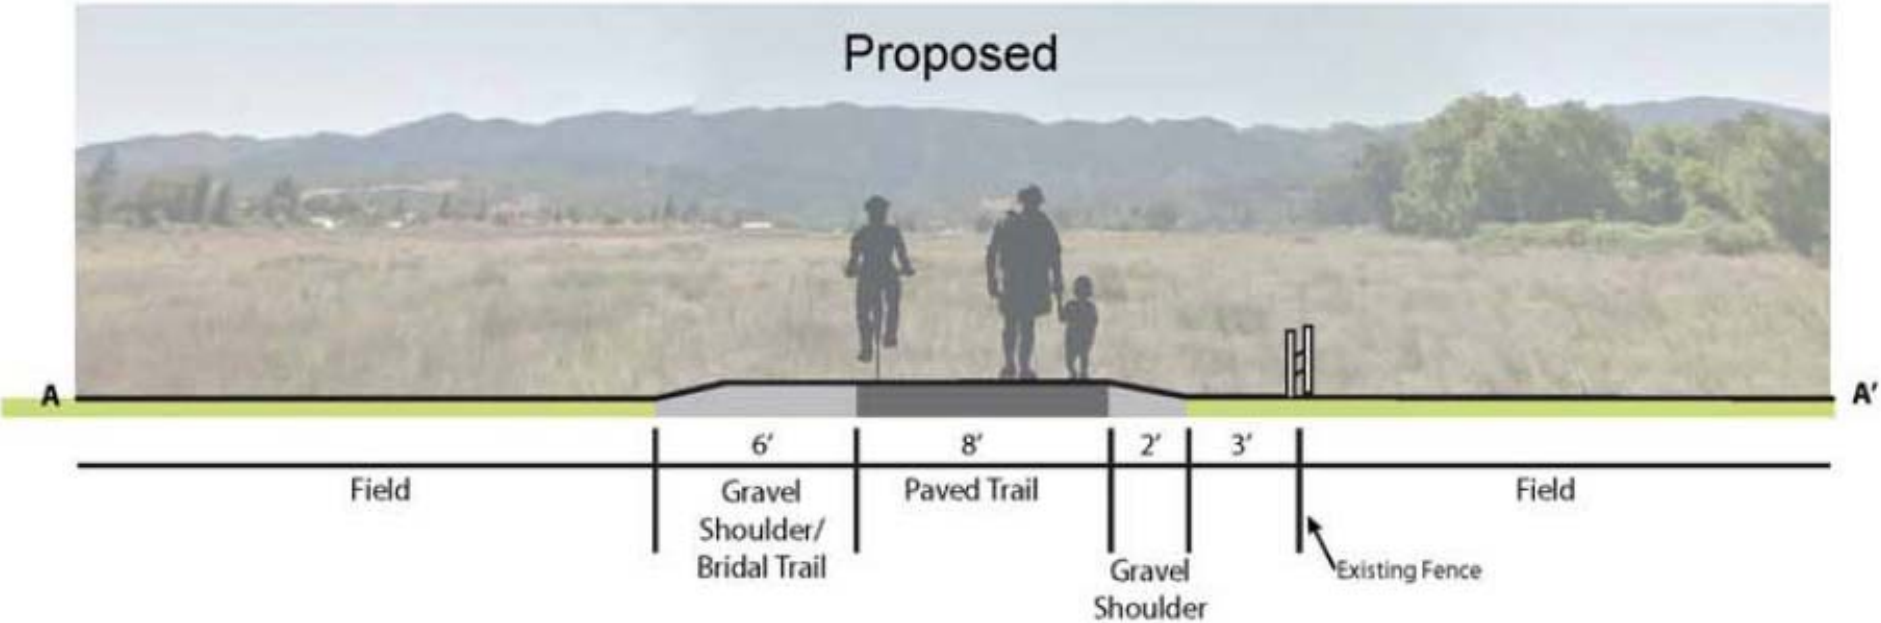 Proposed
A
A'
6'
8'
2'
3'
Field
Gravel
Shoulder/
Bridal Trail
Paved Trail
Gravel
Shoulder
Existing Fence
Field